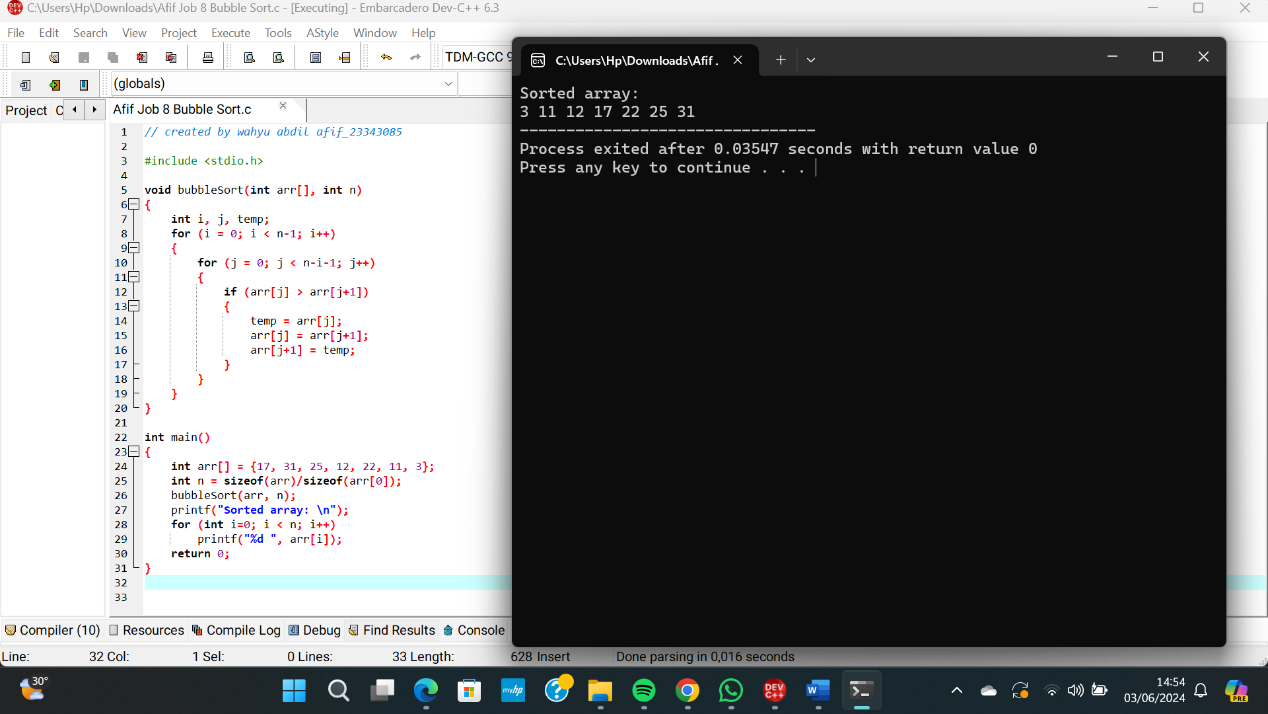 C:\Users\Hp\Downloads\Afif Job 8 Bubble Sort.c - [Executing] - Embarcadero Dev-C++ 6.3
File Edit Search View Project Execute Tools AStyle Window Help
TDM-GCC 9
(globals)
Project C
Afif Job 8 Bubble Sort.c
1 // created by wahyu abdil afif_23343085
2
3 #include <stdio.h>
4
5 void bubbleSort(int arr[], int n)
6 {
7 int i, j, temp;
8 for (i = 0; i < n-1; i++)
9 {
10 for (j = 0; j < n-i-1; j++)
11 {
12 if (arr[j] > arr[j+1])
13 {
14 temp = arr[j];
15 arr[j] = arr[j+1];
16 arr[j+1] = temp;
17 }
18 }
19 }
20 }
21
22 int main()
23 {
24 int arr[] = {17, 31, 25, 12, 22, 11, 3};
25 int n = sizeof(arr)/sizeof(arr[0]);
26 bubbleSort(arr, n);
27 printf("Sorted array: \n");
28 for (int i=0; i < n; i++)
29 printf("%d ", arr[i]);
30 return 0;
31 }
32
33
C:\Users\Hp\Downloads\Afif .
Sorted array:
3 11 12 17 22 25 31
--------------------------------
Process exited after 0.03547 seconds with return value 0
Press any key to continue . . .
Compiler (10) Resources Compile Log Debug Find Results Console
Line: 32 Col: 1 Sel: 0 Lines: 33 Length: 628 Insert Done parsing in 0,016 seconds
30°
myhp
DEV C++
14:54
03/06/2024
PRE